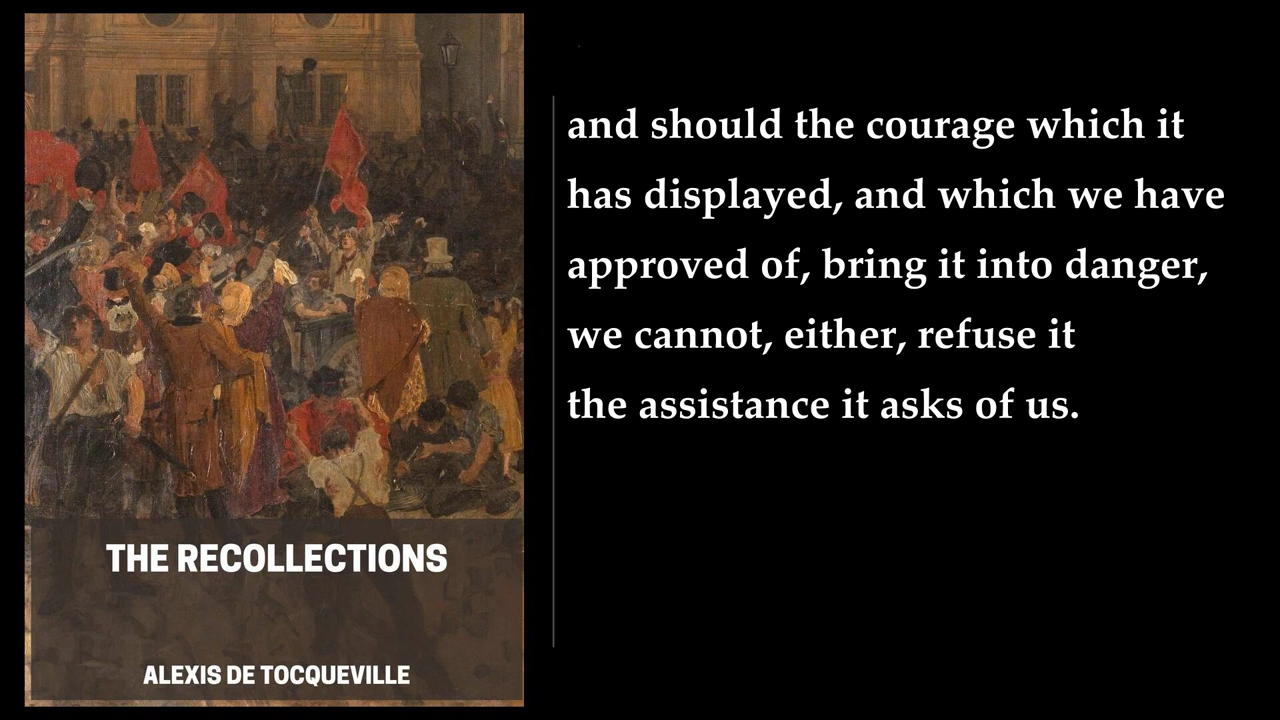 and should the courage which it
has displayed, and which we have
approved of, bring it into danger,
we cannot, either, refuse it
the assistance it asks of us.
THE RECOLLECTIONS
ALEXIS DE TOCQUEVILLE